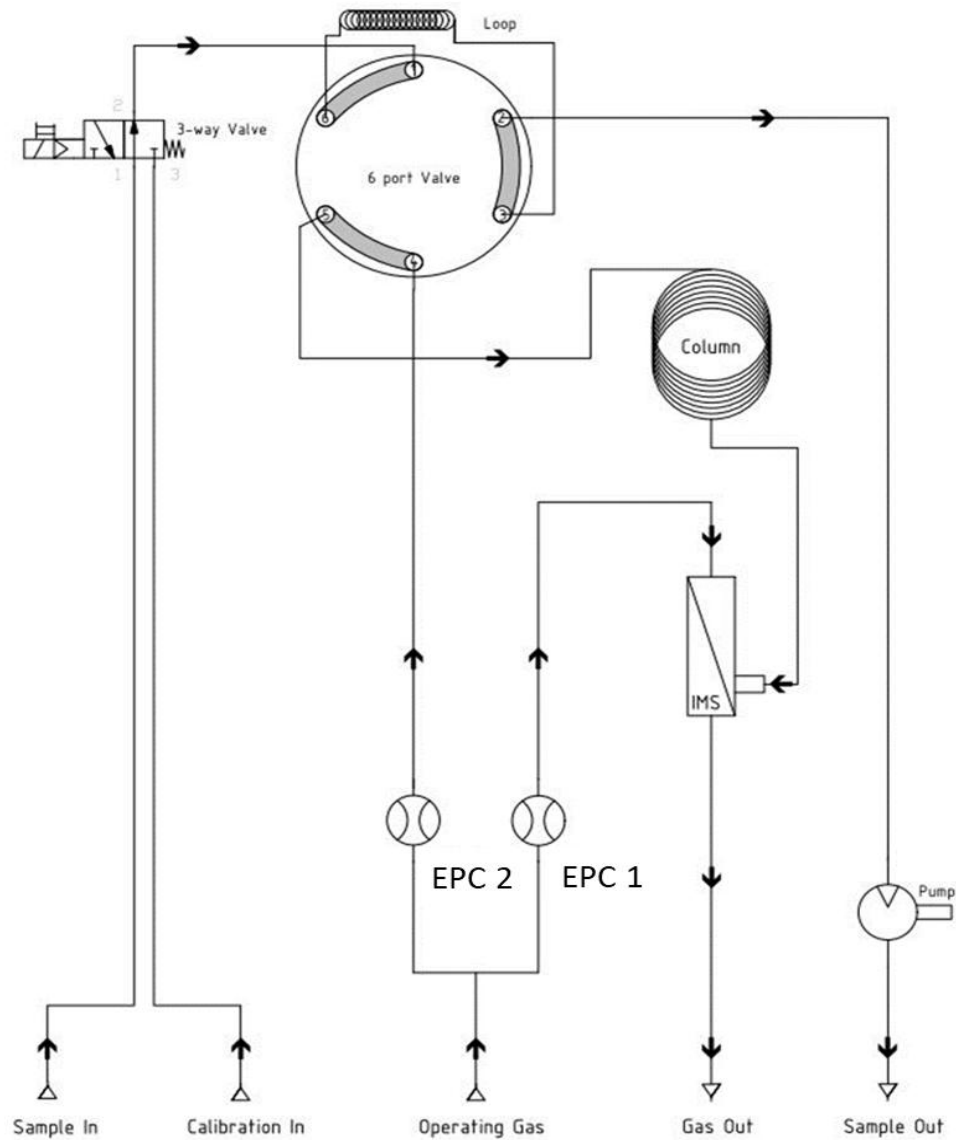 Loop
1
2
6
2
3-way Valve
6 port Valve
1
3
5
3
4
Column
IMS
EPC 2
EPC 1
Pump
Sample In
Calibration In
Operating Gas
Gas Out
Sample Out